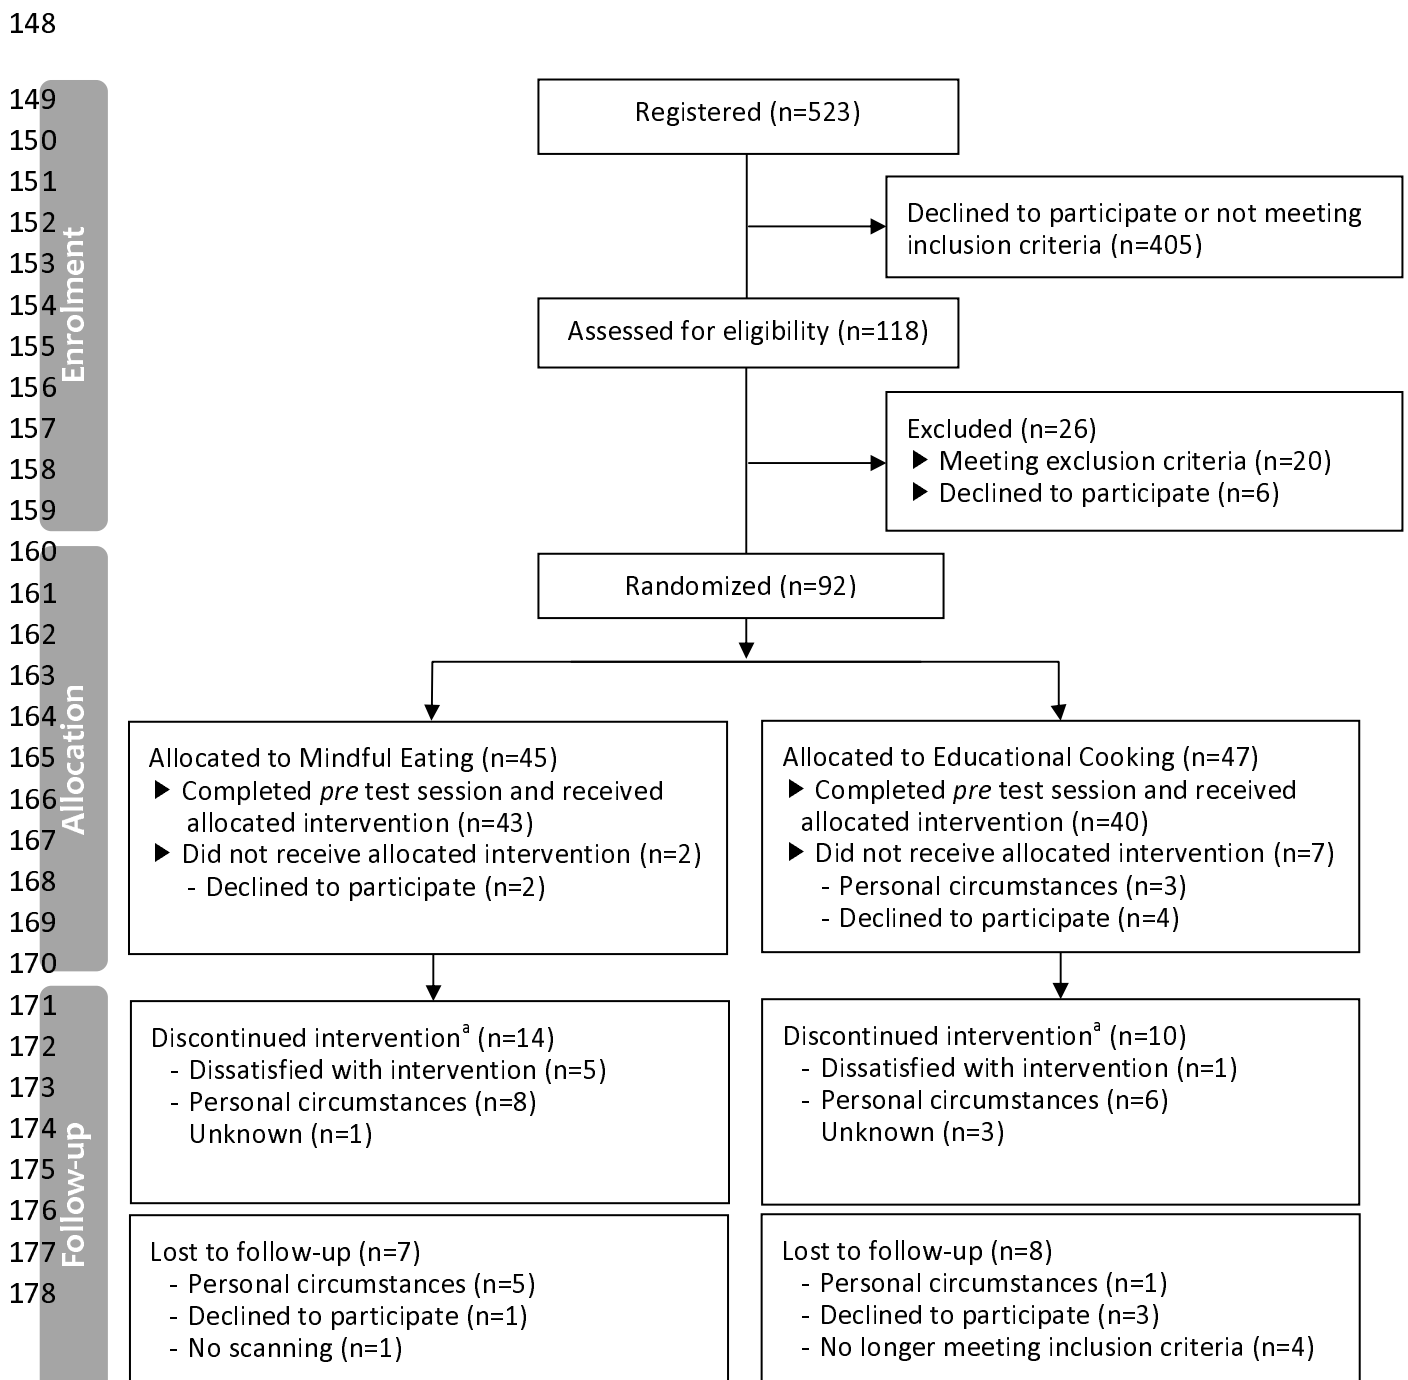 148
149
150
151
152
153
154
155
156
157
158
159
160
161
162
163
164
165
166
167
168
169
170
171
172
173
174
175
176
177
178
Enrolment
Registered (n=523)
Declined to participate or not meeting
inclusion criteria (n=405)
Assessed for eligibility (n=118)
Excluded (n=26)
▶ Meeting exclusion criteria (n=20)
▶ Declined to participate (n=6)
Allocation
Randomized (n=92)
Allocated to Mindful Eating (n=45)
▶ Completed pre test session and received
allocated intervention (n=43)
▶ Did not receive allocated intervention (n=2)
- Declined to participate (n=2)
Allocated to Educational Cooking (n=47)
▶ Completed pre test session and received
allocated intervention (n=40)
▶ Did not receive allocated intervention (n=7)
- Personal circumstances (n=3)
- Declined to participate (n=4)
Follow-up
Discontinued interventionᵃ (n=14)
- Dissatisfied with intervention (n=5)
- Personal circumstances (n=8)
Unknown (n=1)
Discontinued interventionᵃ (n=10)
- Dissatisfied with intervention (n=1)
- Personal circumstances (n=6)
Unknown (n=3)
Lost to follow-up (n=7)
- Personal circumstances (n=5)
- Declined to participate (n=1)
- No scanning (n=1)
Lost to follow-up (n=8)
- Personal circumstances (n=1)
- Declined to participate (n=3)
- No longer meeting inclusion criteria (n=4)